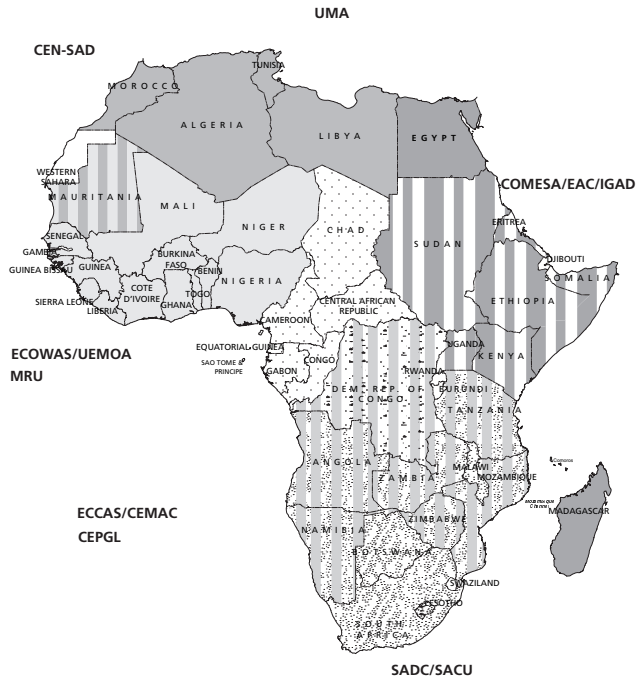 UMA
CEN-SAD
TUNISIA
MOROCCO
ALGERIA
LIBYA
EGYPT
WESTERN
SAHARA
MAURITANIA
COMESA/EAC/IGAD
MALI
NIGER
CHAD
SUDAN
ERITREA
SENEGAL
GAMBIA
GUINEA BISSAU
GUINEA
BURKINA
FASO
BENIN
NIGERIA
DJIBOUTI
SOMALIA
ETHIOPIA
SIERRA LEONE
LIBERIA
COTE
D'IVOIRE
GHANA
TOGO
CENTRAL AFRICAN
REPUBLIC
CAMEROON
ECOWAS/UEMOA
MRU
EQUATORIAL GUINEA
SAO TOME &
PRINCIPE
GABON
CONGO
UGANDA
KENYA
RWANDA
DEM. REP. OF
CONGO
BURUNDI
TANZANIA
ANGOLA
ZAMBIA
MALAWI
MOZAMBIQUE
Comoros
Mozambique
Channel
MADAGASCAR
ECCAS/CEMAC
CEPGL
NAMIBIA
ZIMBABWE
BOTSWANA
SWAZILAND
LESOTHO
SOUTH
AFRICA
SADC/SACU